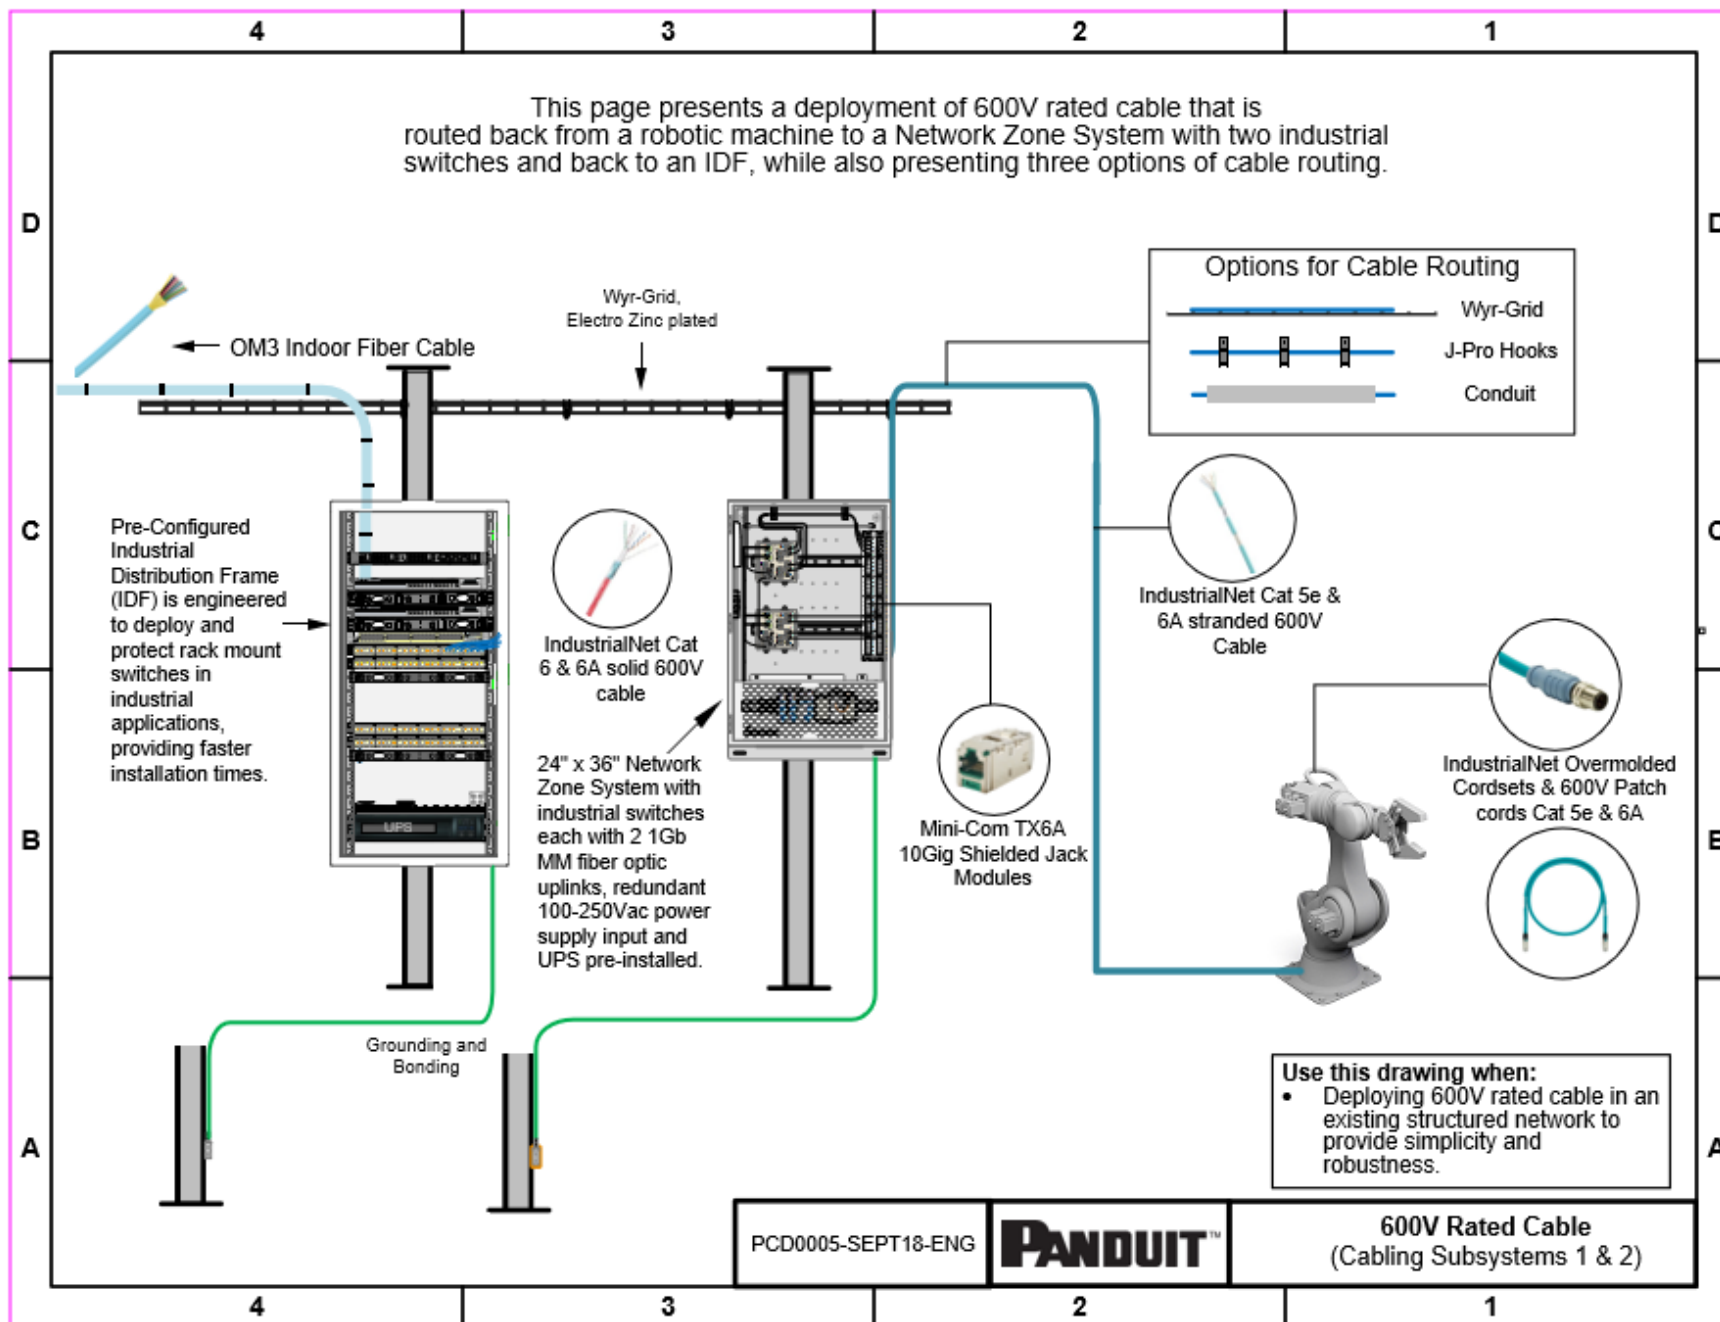 4 3 2 1
This page presents a deployment of 600V rated cable that is
routed back from a robotic machine to a Network Zone System with two industrial
switches and back to an IDF, while also presenting three options of cable routing.
D
D
Options for Cable Routing
Wyr-Grid
J-Pro Hooks
Conduit
Wyr-Grid,
Electro Zinc plated
OM3 Indoor Fiber Cable
C
C
Pre-Configured
Industrial
Distribution Frame
(IDF) is engineered
to deploy and
protect rack mount
switches in
industrial
applications,
providing faster
installation times.
IndustrialNet Cat
6 & 6A solid 600V
cable
IndustrialNet Cat 5e &
6A stranded 600V
Cable
24" x 36" Network
Zone System with
industrial switches
each with 2 1Gb
MM fiber optic
uplinks, redundant
100-250Vac power
supply input and
UPS pre-installed.
Mini-Com TX6A
10Gig Shielded Jack
Modules
IndustrialNet Overmolded
Cordsets & 600V Patch
cords Cat 5e & 6A
UPS
B
B
Grounding and
Bonding
Use this drawing when:
• Deploying 600V rated cable in an
existing structured network to
provide simplicity and
robustness.
A
A
PCD0005-SEPT18-ENG
PANDUIT™
600V Rated Cable
(Cabling Subsystems 1 & 2)
4 3 2 1